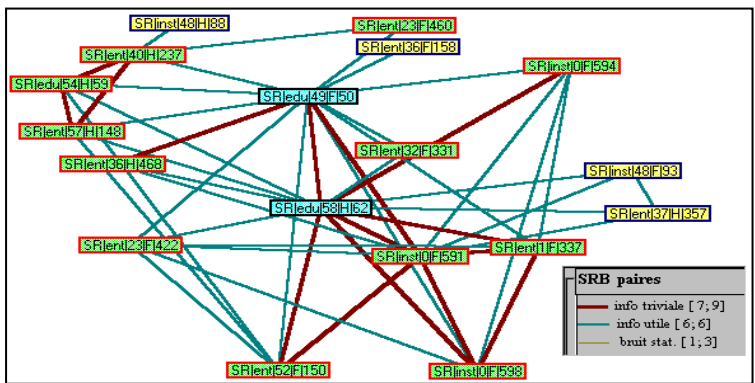 SR|inst|48|H|88
SR|ent|23|F|460
SR|ent|40|H|237
SR|ent|36|F|158
SR|inst|0|F|594
SR|edu|54|H|59
SR|edu|49|F|50
SR|ent|57|H|148
SR|ent|32|F|331
SR|ent|36|H|468
SR|inst|48|F|93
SR|edu|58|H|62
SR|ent|37|H|357
SR|ent|23|F|422
SR|inst|0|F|591
SR|ent|1|F|337
SRB paires
info triviale [ 7 ; 9]
info utile [ 6 ; 6]
bruit stat. [ 1 ; 3]
SR|ent|52|F|150
SR|inst|0|F|598